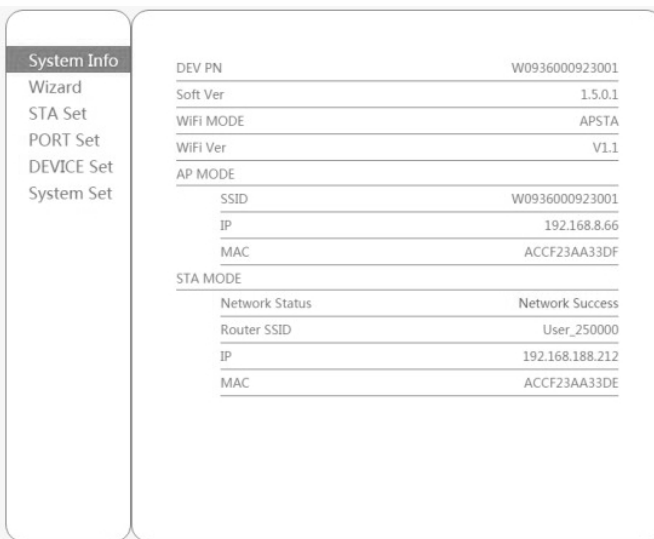 System Info
Wizard
STA Set
PORT Set
DEVICE Set
System Set
DEV PN W0936000923001
Soft Ver 1.5.0.1
WiFi MODE APSTA
WiFi Ver V1.1
AP MODE
SSID W0936000923001
IP 192.168.8.66
MAC ACCF23AA33DF
STA MODE
Network Status Network Success
Router SSID User_250000
IP 192.168.188.212
MAC ACCF23AA33DE